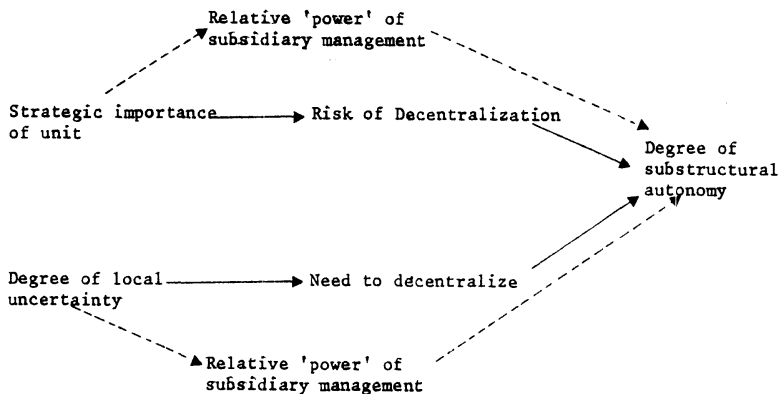 Relative 'power' of
subsidiary management
Strategic importance
of unit
Risk of Decentralization
Degree of
substructural
autonomy
Degree of local
uncertainty
Need to decentralize
Relative 'power' of
subsidiary management